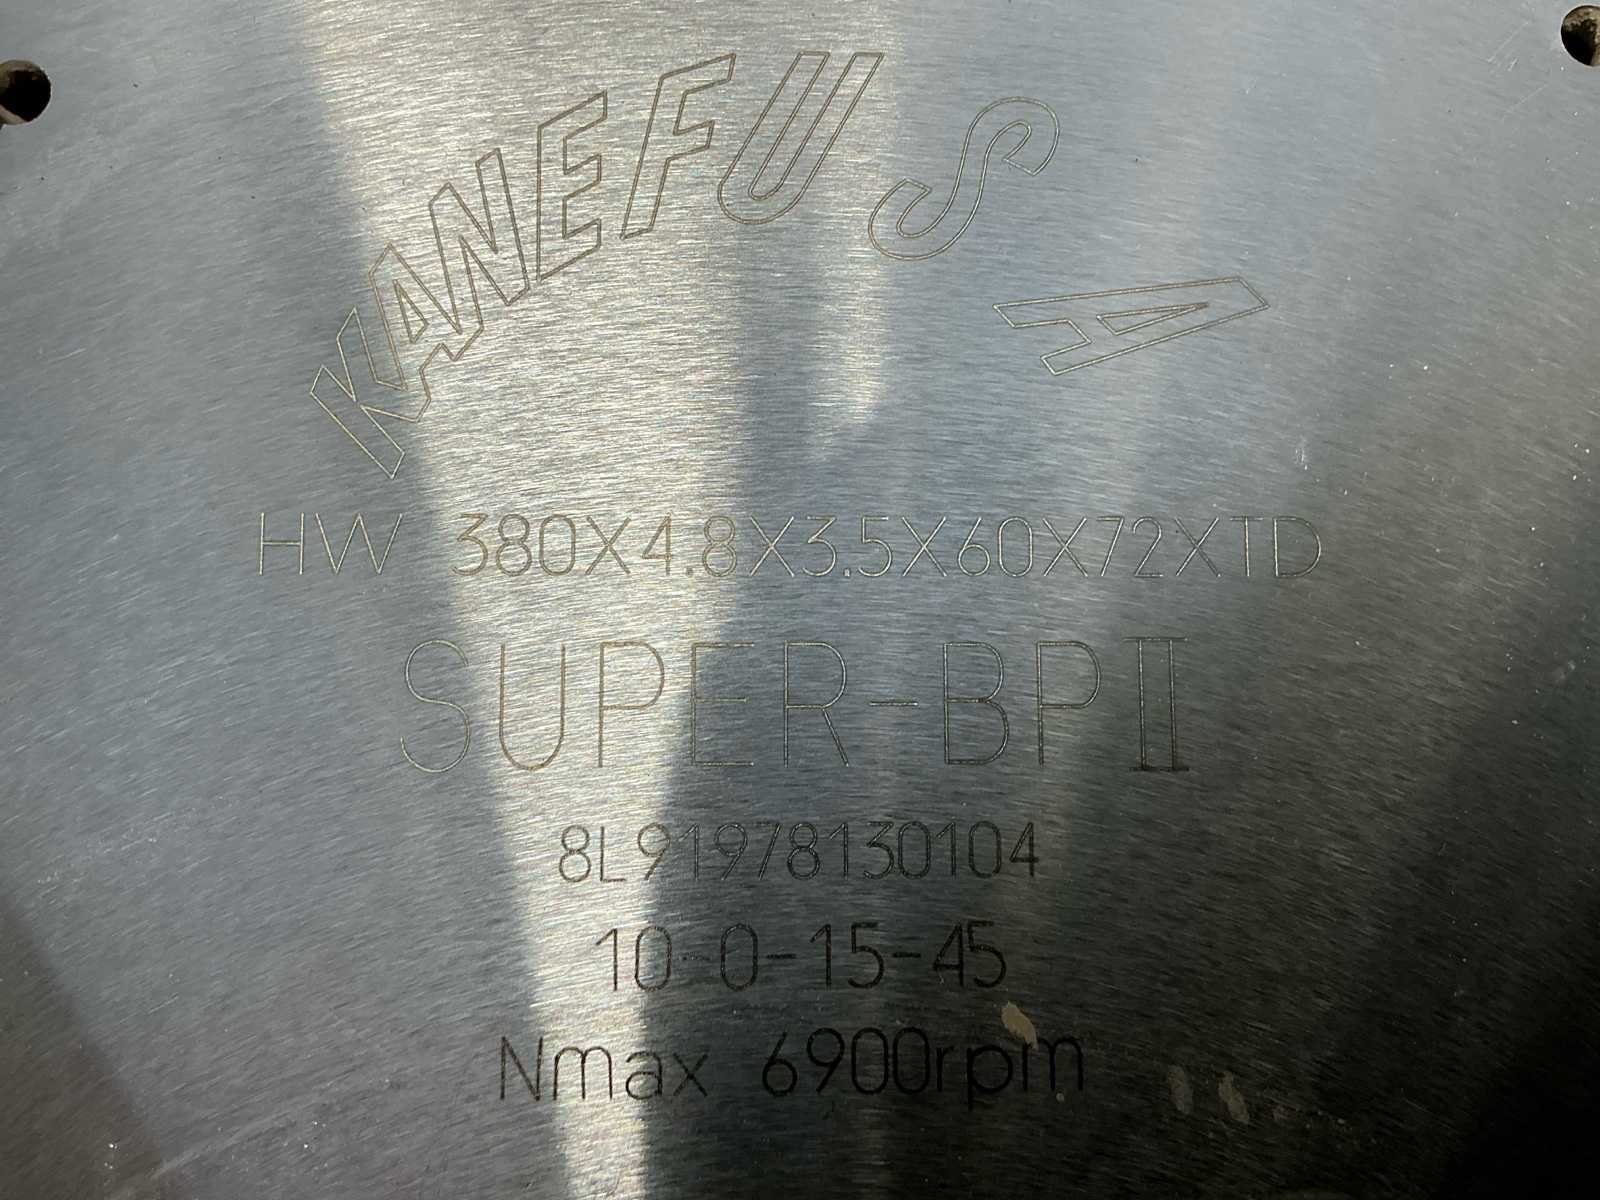 KANEFUSA
HW 380X4.8X3.5X60X72XTD
SUPER-BPⅡ
8L91978130104
10-0-15-45
Nmax 6900rpm